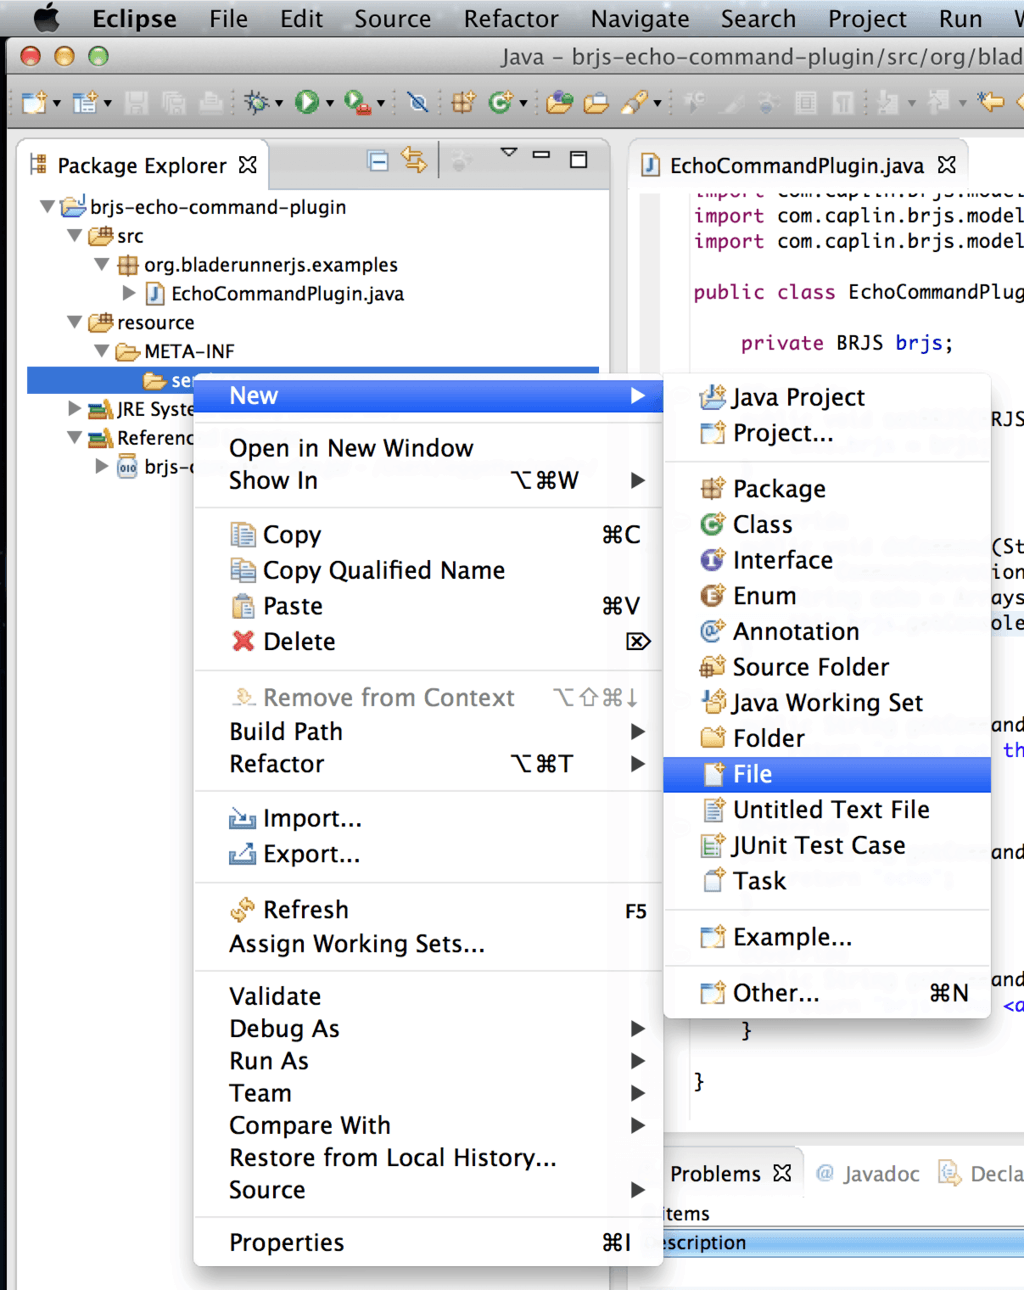 Eclipse File Edit Source Refactor Navigate Search Project Run
Java – brjs-echo-command-plugin/src/org/blad
Package Explorer
EchoCommandPlugin.java
brjs-echo-command-plugin
src
org.bladerunnerjs.examples
EchoCommandPlugin.java
resource
META-INF
ser
JRE Syste
Referenc
brjs-c
import com.caplin.brjs.model
import com.caplin.brjs.model
import com.caplin.brjs.model
public class EchoCommandPlug
private BRJS brjs;
RJS
(St
ion
ays
ole
and
th
and
and
<a
}
}
New
Open in New Window
Show In ⌥⌘W
Copy ⌘C
Copy Qualified Name
Paste ⌘V
Delete ⌦
Remove from Context ⌥⇧⌘↓
Build Path
Refactor ⌥⌘T
Import...
Export...
Refresh F5
Assign Working Sets...
Validate
Debug As
Run As
Team
Compare With
Restore from Local History...
Source
Properties ⌘I
Java Project
Project...
Package
Class
Interface
Enum
Annotation
Source Folder
Java Working Set
Folder
File
Untitled Text File
JUnit Test Case
Task
Example...
Other... ⌘N
Problems @ Javadoc Decla
items
escription